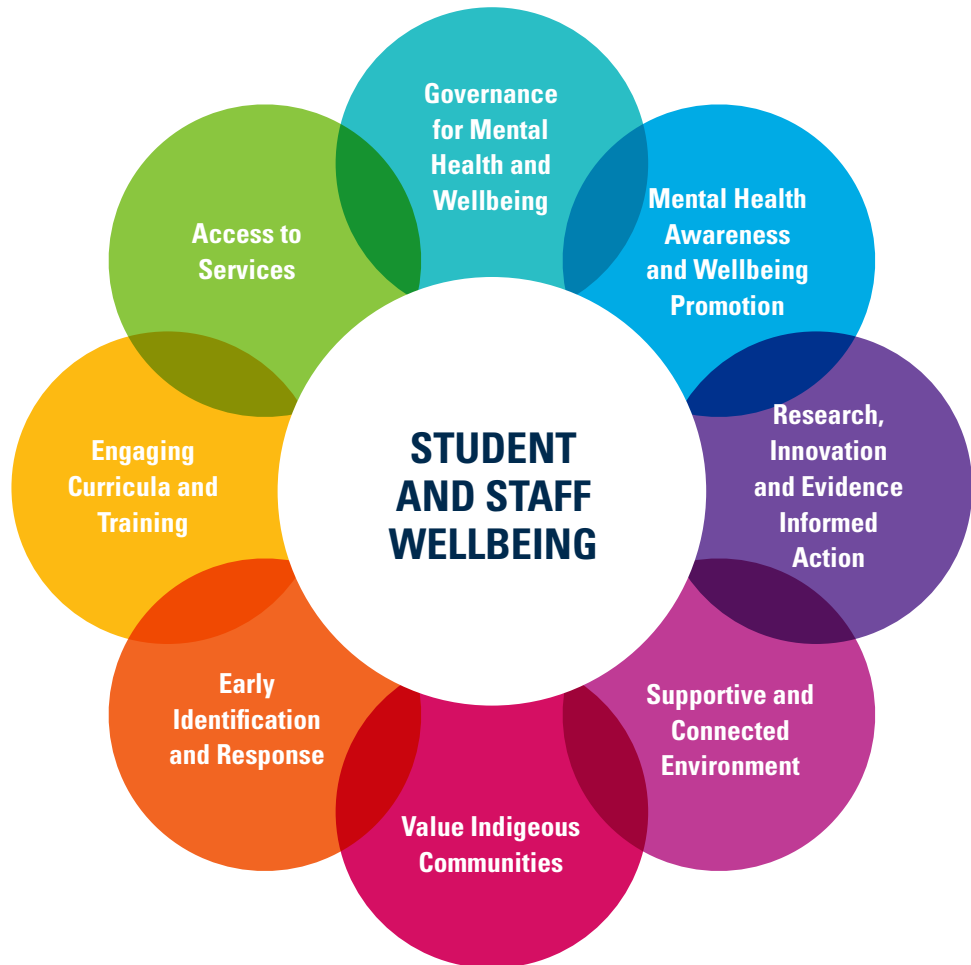 Governance
for Mental
Health and
Wellbeing
Mental Health
Awareness
and Wellbeing
Promotion
Research,
Innovation
and Evidence
Informed
Action
Supportive and
Connected
Environment
Value Indigeous
Communities
Early
Identification
and Response
Engaging
Curricula and
Training
Access to
Services
STUDENT
AND STAFF
WELLBEING